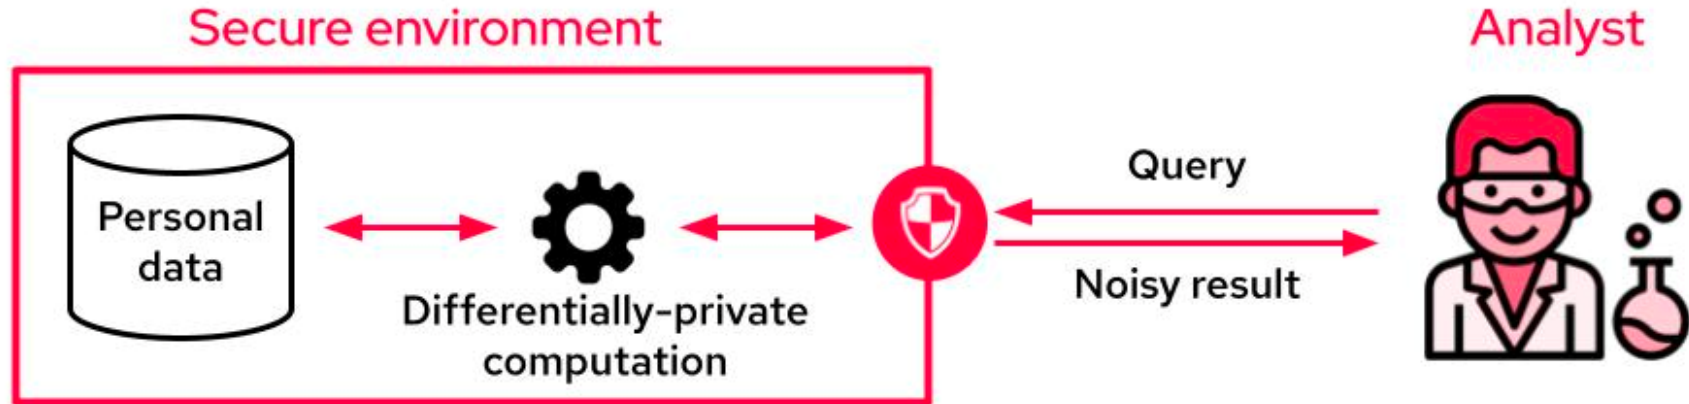 Secure environment
Analyst
Personal
data
Differentially-private
computation
Query
Noisy result